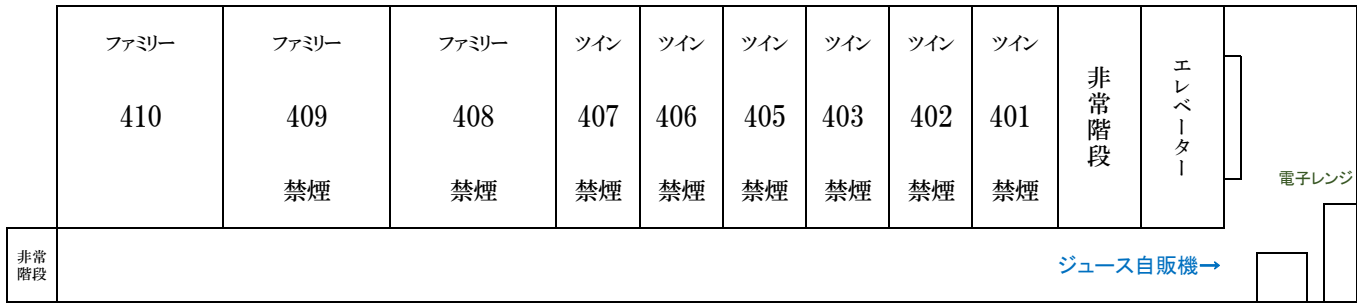 ファミリー
410
ファミリー
409
禁煙
ファミリー
408
禁煙
ツイン
407
禁煙
ツイン
406
禁煙
ツイン
405
禁煙
ツイン
403
禁煙
ツイン
402
禁煙
ツイン
401
禁煙
非常階段
エレベーター
電子レンジ
非常
階段
ジュース自販機→